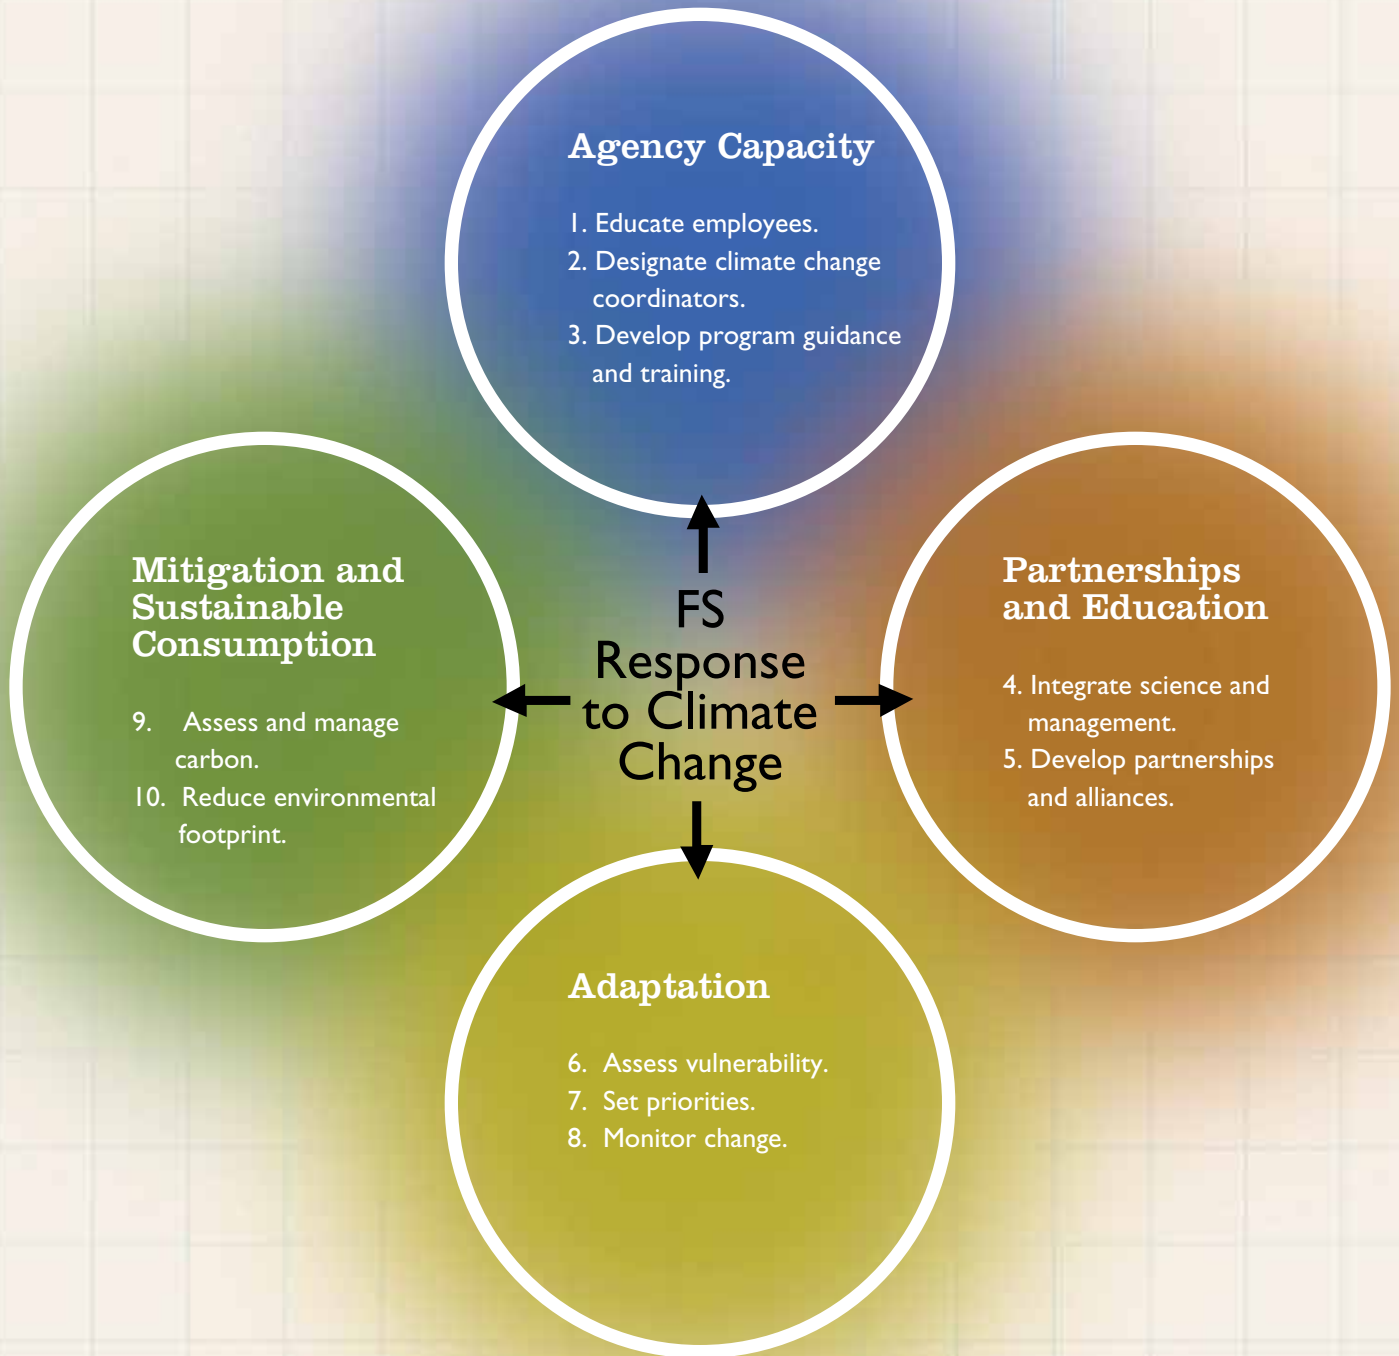 Agency Capacity
1. Educate employees.
2. Designate climate change
coordinators.
3. Develop program guidance
and training.
Mitigation and
Sustainable
Consumption
9. Assess and manage
carbon.
10. Reduce environmental
footprint.
FS
Response
to Climate
Change
Partnerships
and Education
4. Integrate science and
management.
5. Develop partnerships
and alliances.
Adaptation
6. Assess vulnerability.
7. Set priorities.
8. Monitor change.